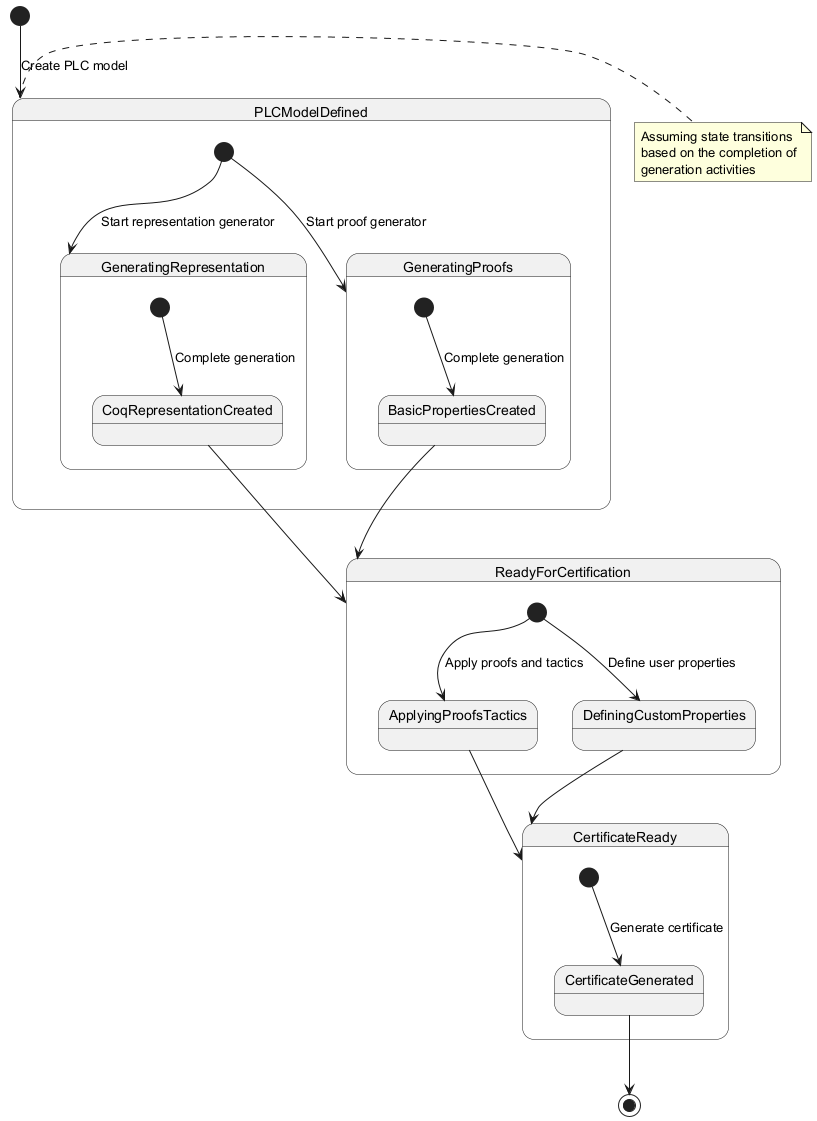 Create PLC model
PLCModelDefined
Assuming state transitions
based on the completion of
generation activities
Start representation generator
Start proof generator
GeneratingRepresentation
GeneratingProofs
Complete generation
Complete generation
CoqRepresentationCreated
BasicPropertiesCreated
ReadyForCertification
Apply proofs and tactics
Define user properties
ApplyingProofsTactics
DefiningCustomProperties
CertificateReady
Generate certificate
CertificateGenerated